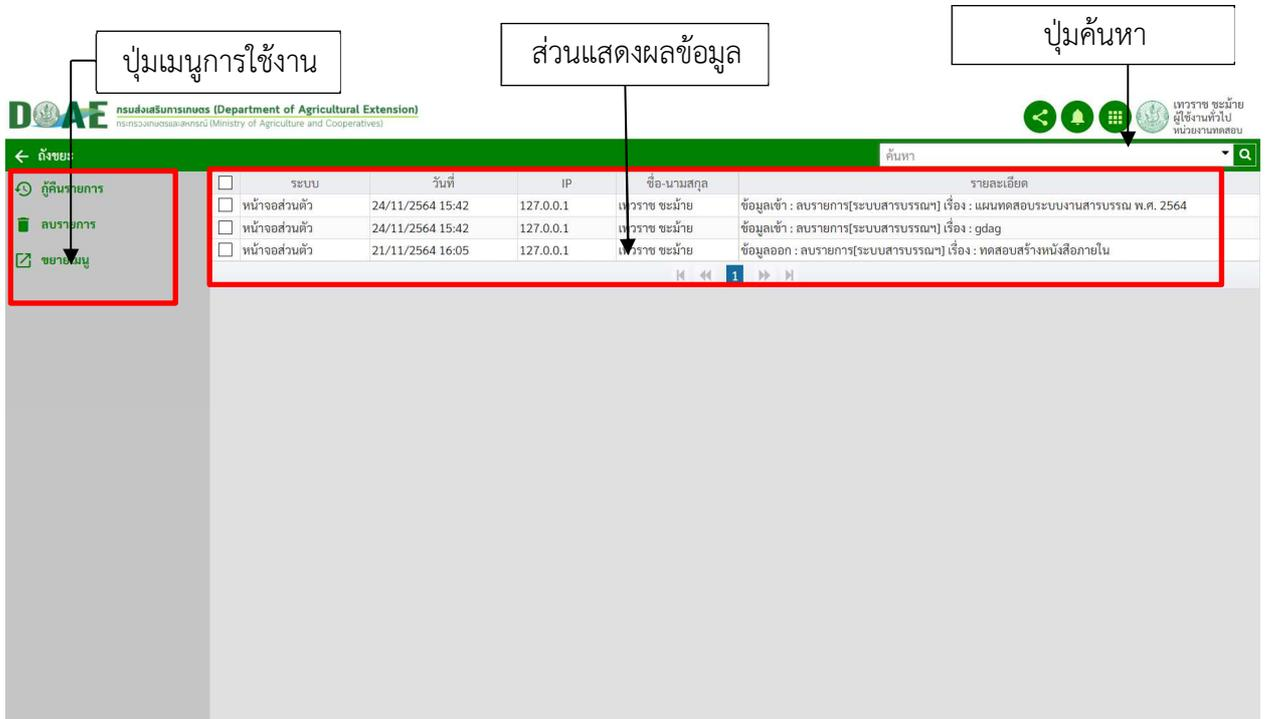 ปุ่มเมนูการใช้งาน
ส่วนแสดงผลข้อมูล
ปุ่มค้นหา
DOAE
กรมส่งเสริมการเกษตร (Department of Agricultural Extension)
กระทรวงเกษตรและสหกรณ์ (Ministry of Agriculture and Cooperatives)
เทวราช ชะม้าย
ผู้ใช้งานทั่วไป
หน่วยงานทดสอบ
ถังขยะ
ค้นหา
กู้คืนรายการ
ลบรายการ
ขยายเมนู
ระบบ วันที่ IP ชื่อ-นามสกุล รายละเอียด
หน้าจอส่วนตัว 24/11/2564 15:42 127.0.0.1 เทวราช ชะม้าย ข้อมูลเข้า : ลบรายการ[ระบบสารบรรณฯ] เรื่อง : แผนทดสอบระบบงานสารบรรณ พ.ศ. 2564
หน้าจอส่วนตัว 24/11/2564 15:42 127.0.0.1 เทวราช ชะม้าย ข้อมูลเข้า : ลบรายการ[ระบบสารบรรณฯ] เรื่อง : gdag
หน้าจอส่วนตัว 21/11/2564 16:05 127.0.0.1 เทวราช ชะม้าย ข้อมูลออก : ลบรายการ[ระบบสารบรรณฯ] เรื่อง : ทดสอบสร้างหนังสือภายใน
1